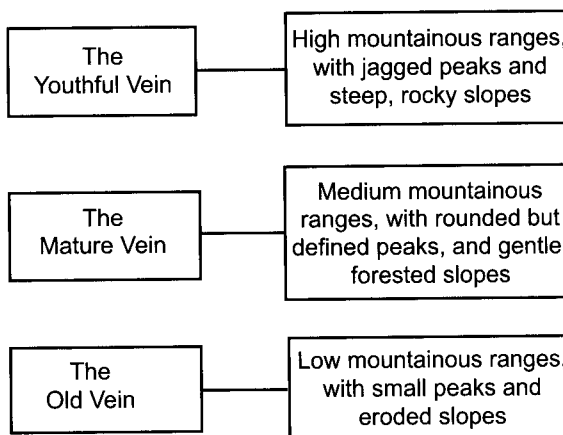 The
Youthful Vein
High mountainous ranges,
with jagged peaks and
steep, rocky slopes
The
Mature Vein
Medium mountainous
ranges, with rounded but
defined peaks, and gentle
forested slopes
The
Old Vein
Low mountainous ranges,
with small peaks and
eroded slopes